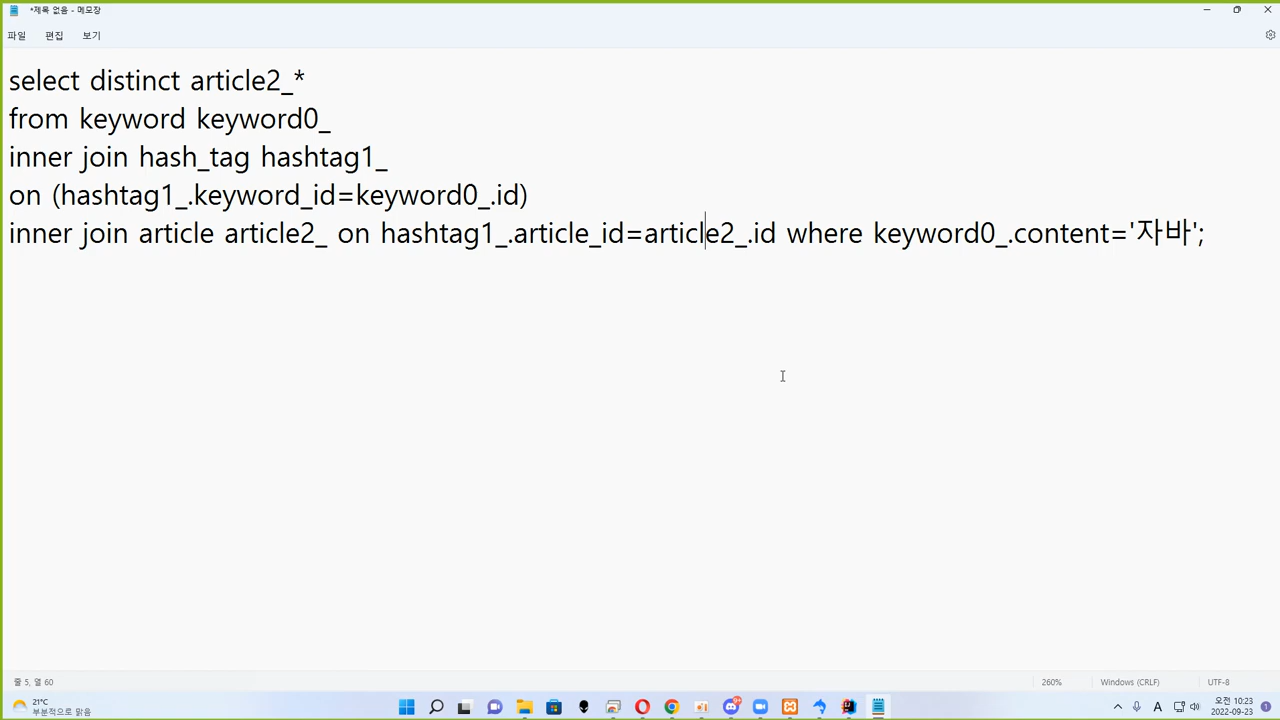 *제목 없음 - 메모장
파일 편집 보기
select distinct article2_*
from keyword keyword0_
inner join hash_tag hashtag1_
on (hashtag1_.keyword_id=keyword0_.id)
inner join article article2_ on hashtag1_.article_id=article2_.id where keyword0_.content='자바';
줄 5, 열 60 260% Windows (CRLF) UTF-8
21°C
부분적으로 맑음
A
오전 10:23
2022-09-23